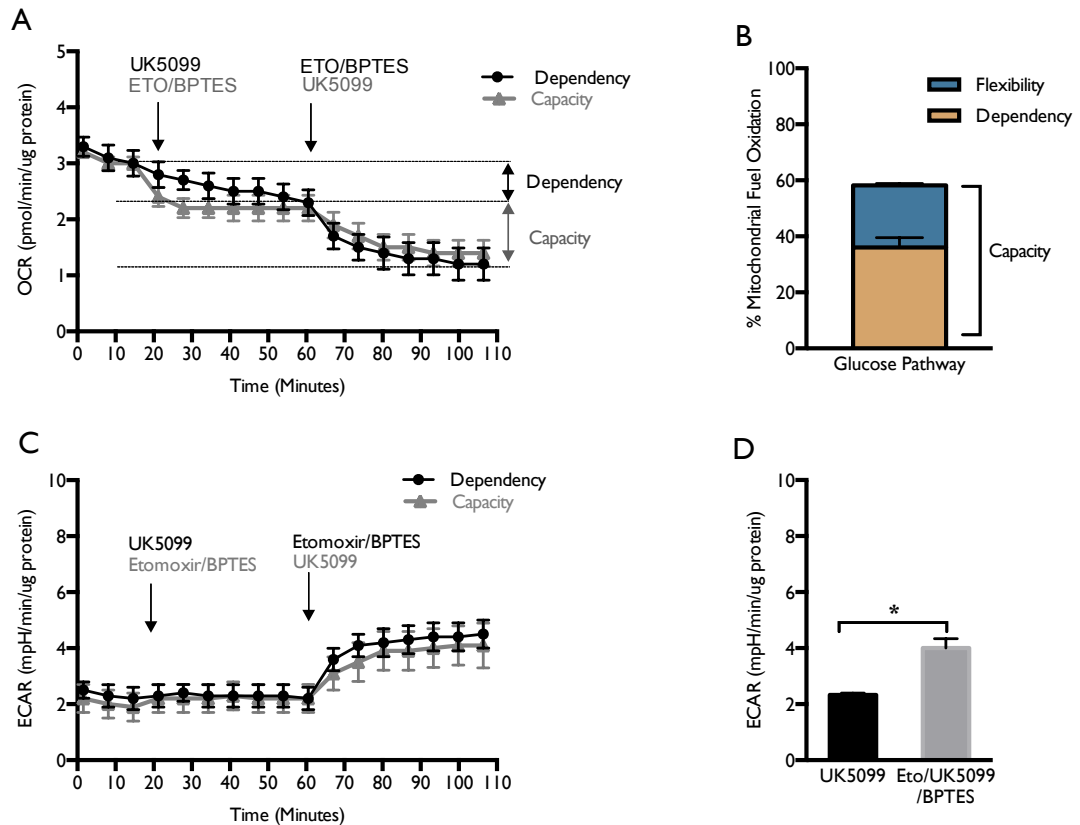 A
OCR (pmol/min/ug protein)
5
4
3
2
1
0
UK5099
ETO/BPTES
ETO/BPTES
UK5099
Dependency
Capacity
Dependency
Capacity
0 10 20 30 40 50 60 70 80 90 100 110
Time (Minutes)
B
% Mitochondrial Fuel Oxidation
100
80
60
40
20
0
Flexibility
Dependency
Capacity
Glucose Pathway
C
ECAR (mpH/min/ug protein)
10
8
6
4
2
0
Dependency
Capacity
UK5099
Etomoxir/BPTES
Etomoxir/BPTES
UK5099
0 10 20 30 40 50 60 70 80 90 100 110
Time (Minutes)
D
ECAR (mpH/min/ug protein)
10
8
6
4
2
0
*
UK5099
Eto/UK5099
/BPTES